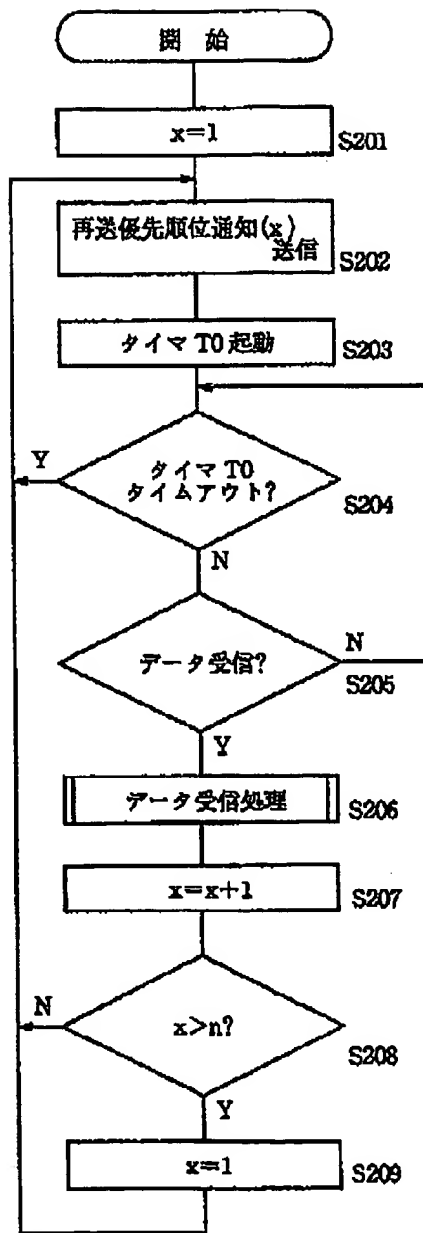 開始
x=1
S201
再送優先順位通知(x)
送信
S202
タイマ T0 起動
S203
Y
タイマ T0
タイムアウト?
S204
N
データ受信?
N
S205
Y
データ受信処理
S206
x=x+1
S207
N
x>n?
S208
Y
x=1
S209